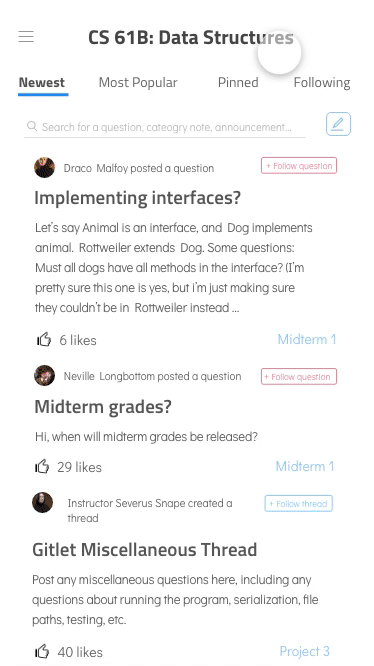 CS 61B: Data Structures
Newest Most Popular Pinned Following
Search for a question, cateogry note, announcement...
Draco Malfoy posted a question + Follow question
Implementing interfaces?
Let's say Animal is an interface, and Dog implements
animal. Rottweiler extends Dog. Some questions:
Must all dogs have all methods in the interface? (I'm
pretty sure this one is yes, but i'm just making sure
they couldn't be in Rottweiler instead ...
6 likes Midterm 1
Neville Longbottom posted a question + Follow question
Midterm grades?
Hi, when will midterm grades be released?
29 likes Midterm 1
Instructor Severus Snape created a + Follow thread
thread
Gitlet Miscellaneous Thread
Post any miscellaneous questions here, including any
questions about running the program, serialization, file
paths, testing, etc.
40 likes Project 3